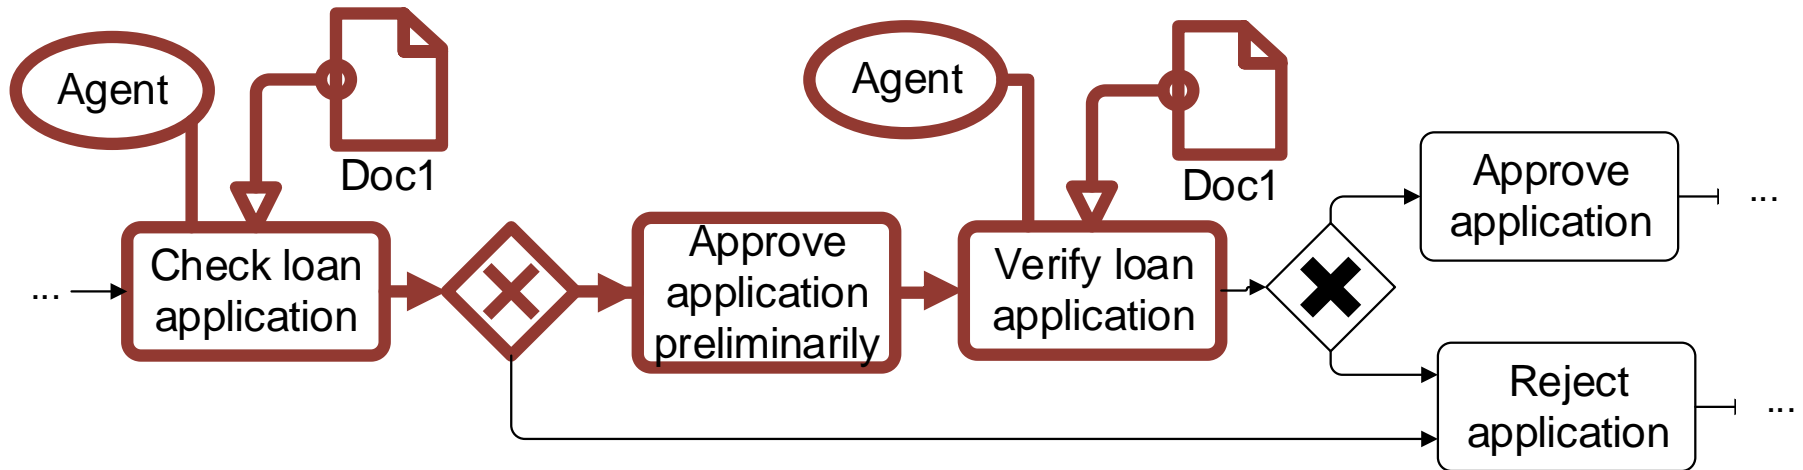 Agent
Doc1
Agent
Doc1
...
Check loan
application
Approve
application
preliminarily
Verify loan
application
Approve
application
...
Reject
application
...